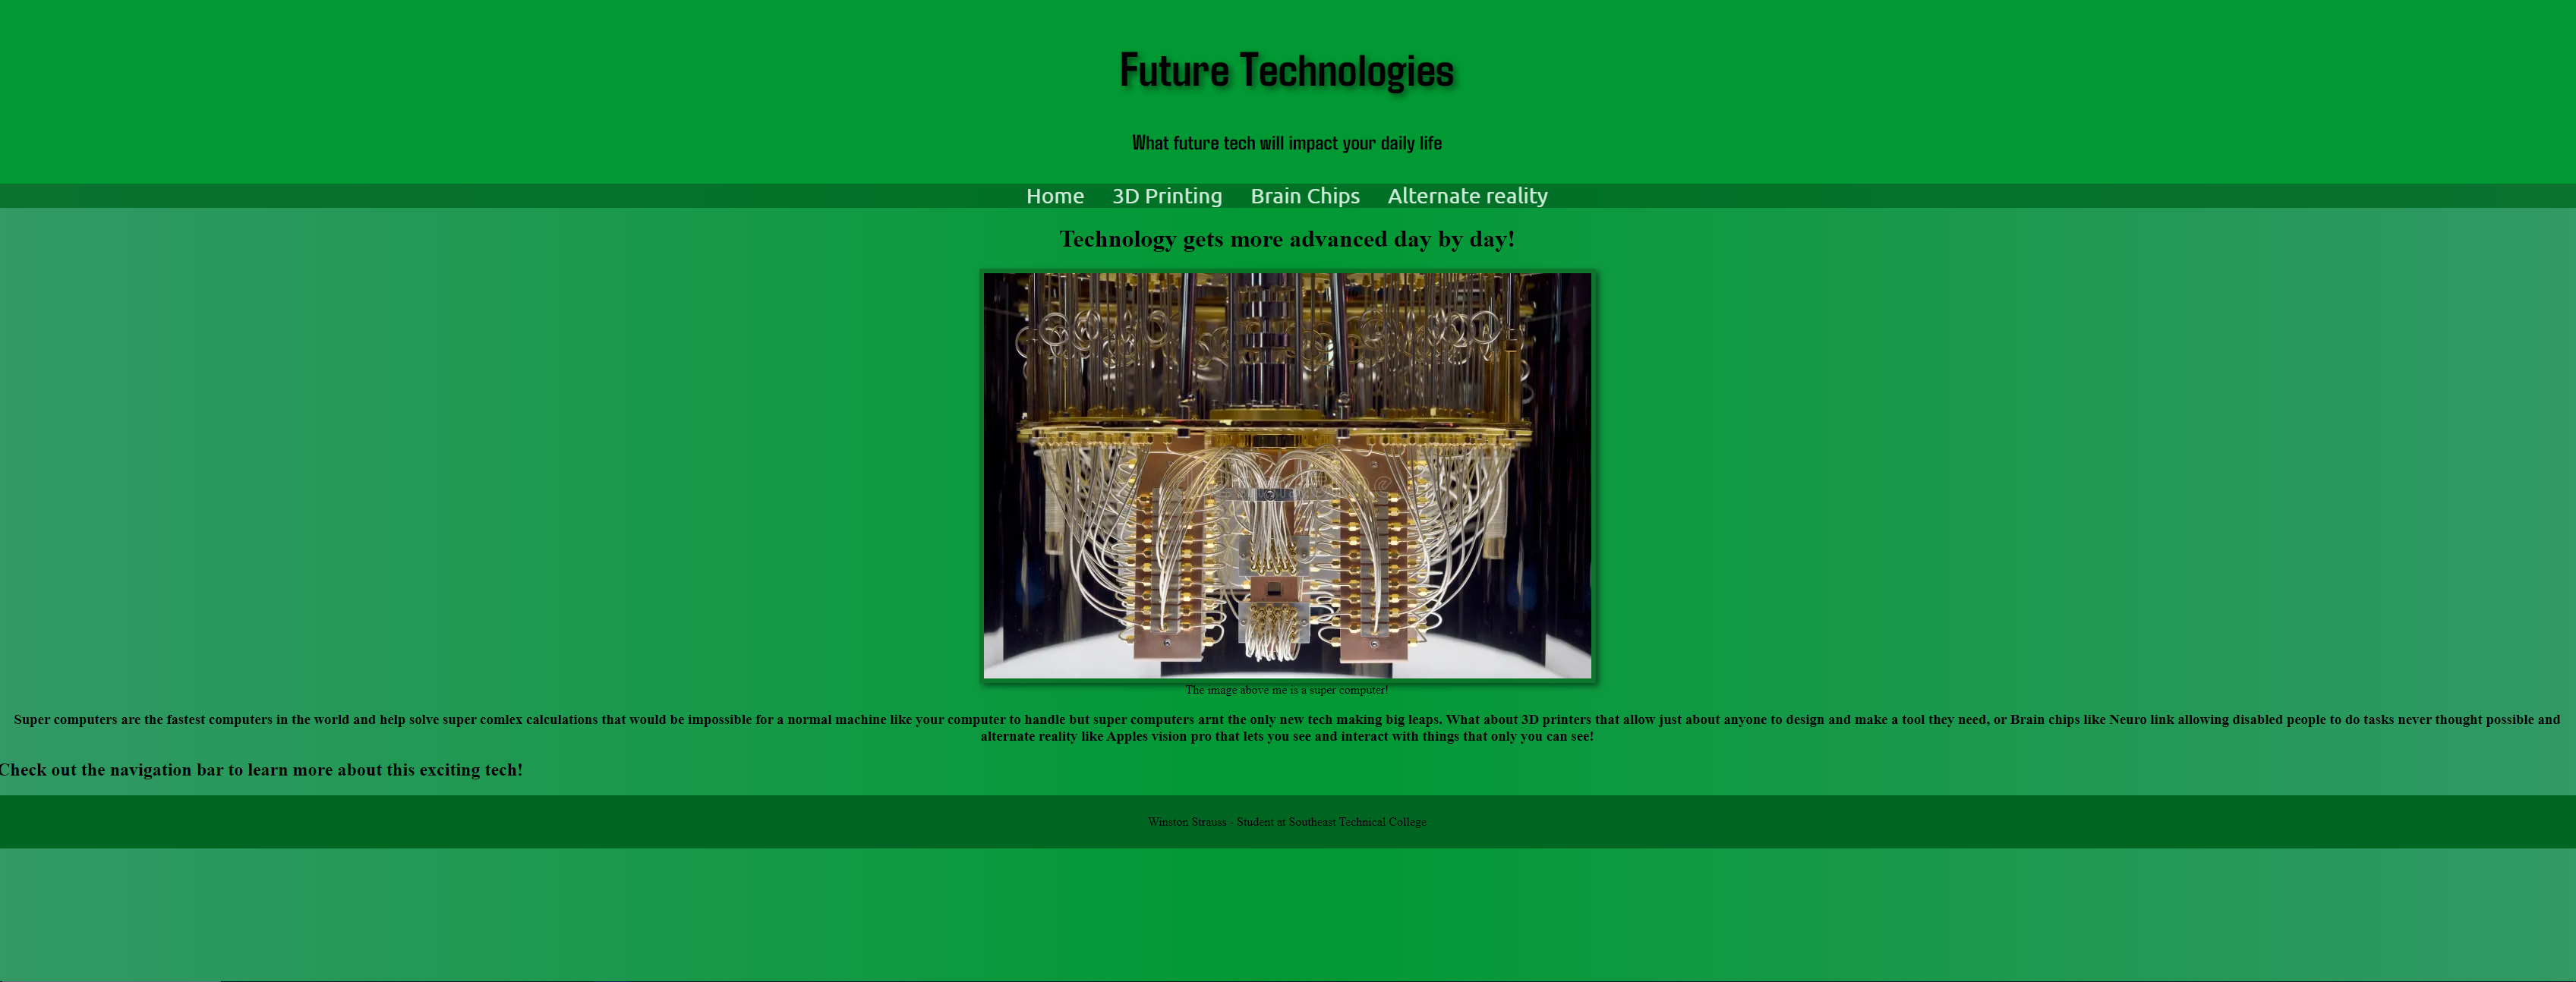 Future Technologies
What future tech will impact your daily life
Home 3D Printing Brain Chips Alternate reality
Technology gets more advanced day by day!
The image above me is a super computer!
Super computers are the fastest computers in the world and help solve super comlex calculations that would be impossible for a normal machine like your computer to handle but super computers arnt the only new tech making big leaps. What about 3D printers that allow just about anyone to design and make a tool they need, or Brain chips like Neuro link allowing disabled people to do tasks never thought possible and
alternate reality like Apples vision pro that lets you see and interact with things that only you can see!
Check out the navigation bar to learn more about this exciting tech!
Winston Strauss - Student at Southeast Technical College